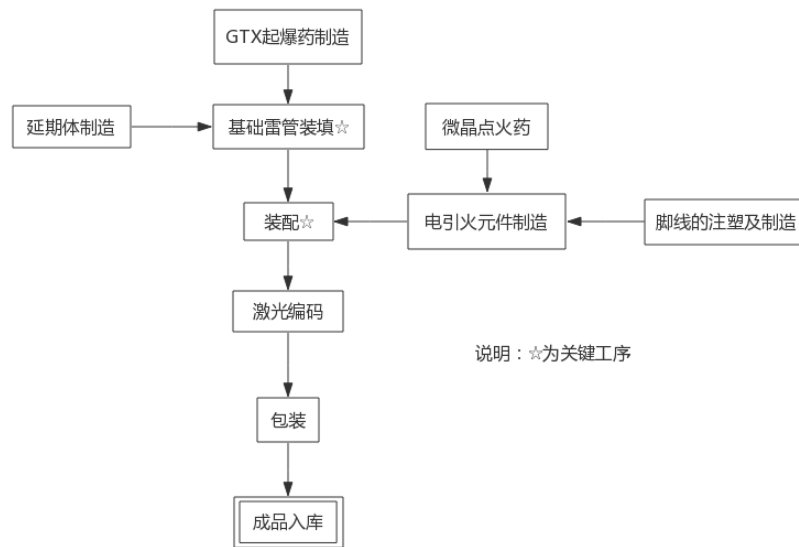 GTX起爆药制造
延期体制造
基础雷管装填☆
微晶点火药
装配☆
电引火元件制造
脚线的注塑及制造
激光编码
说明：☆为关键工序
包装
成品入库